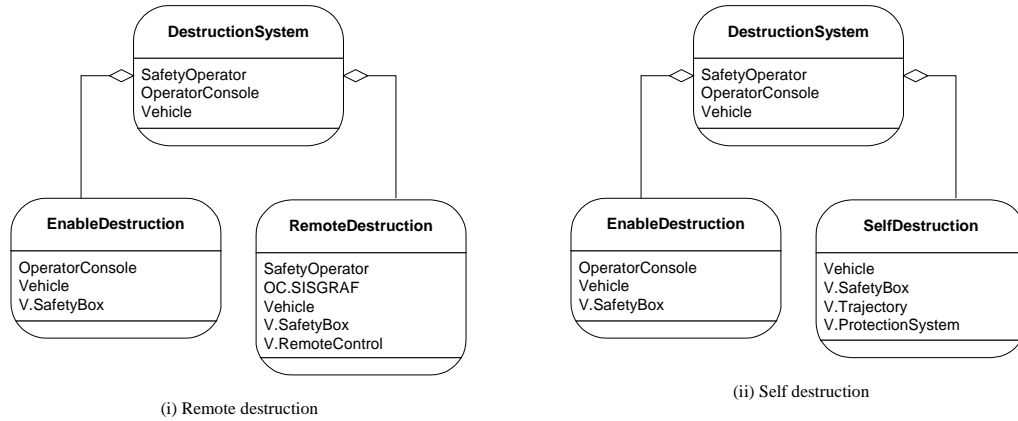 DestructionSystem
SafetyOperator
OperatorConsole
Vehicle
EnableDestruction
OperatorConsole
Vehicle
V.SafetyBox
RemoteDestruction
SafetyOperator
OC.SISGRAF
Vehicle
V.SafetyBox
V.RemoteControl
(i) Remote destruction
DestructionSystem
SafetyOperator
OperatorConsole
Vehicle
EnableDestruction
OperatorConsole
Vehicle
V.SafetyBox
SelfDestruction
Vehicle
V.SafetyBox
V.Trajectory
V.ProtectionSystem
(ii) Self destruction